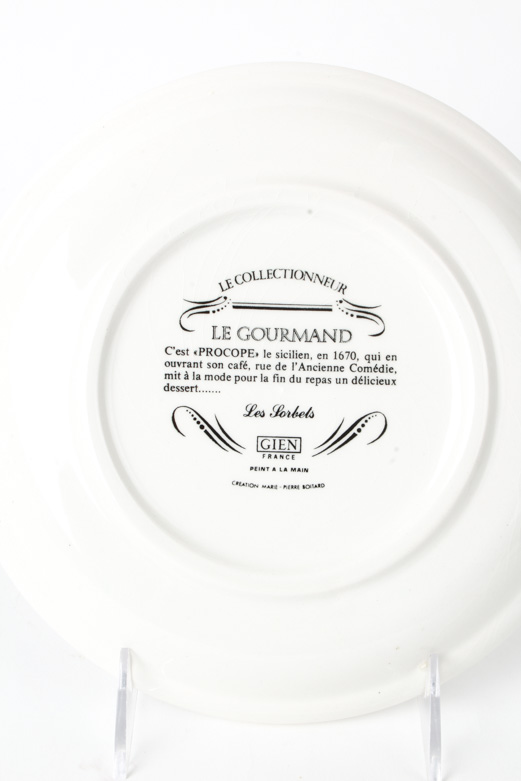 LE COLLECTIONNEUR
LE GOURMAND
C'est «PROCOPE» le sicilien, en 1670, qui en
ouvrant son café, rue de l'Ancienne Comédie,
mit à la mode pour la fin du repas un délicieux
dessert.......
Les Sorbets
GIEN
FRANCE
PEINT A LA MAIN
CREATION MARIE - PIERRE BOITARD